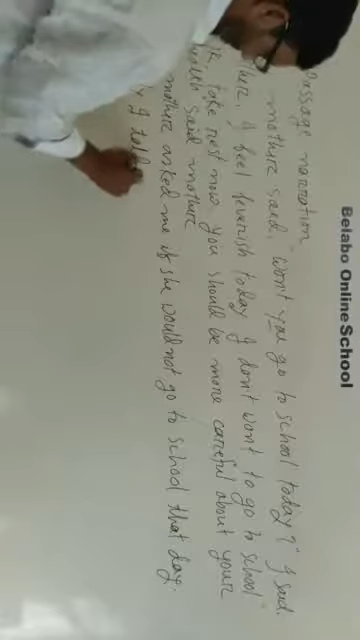 Belabo Online School
passage narration
mother said, "Won't you go to school today?" I said,
I feel feverish today I don't want to go to school"
take rest now you should be more careful about your
said mother
mother asked me if she would not go to school that day.
I told